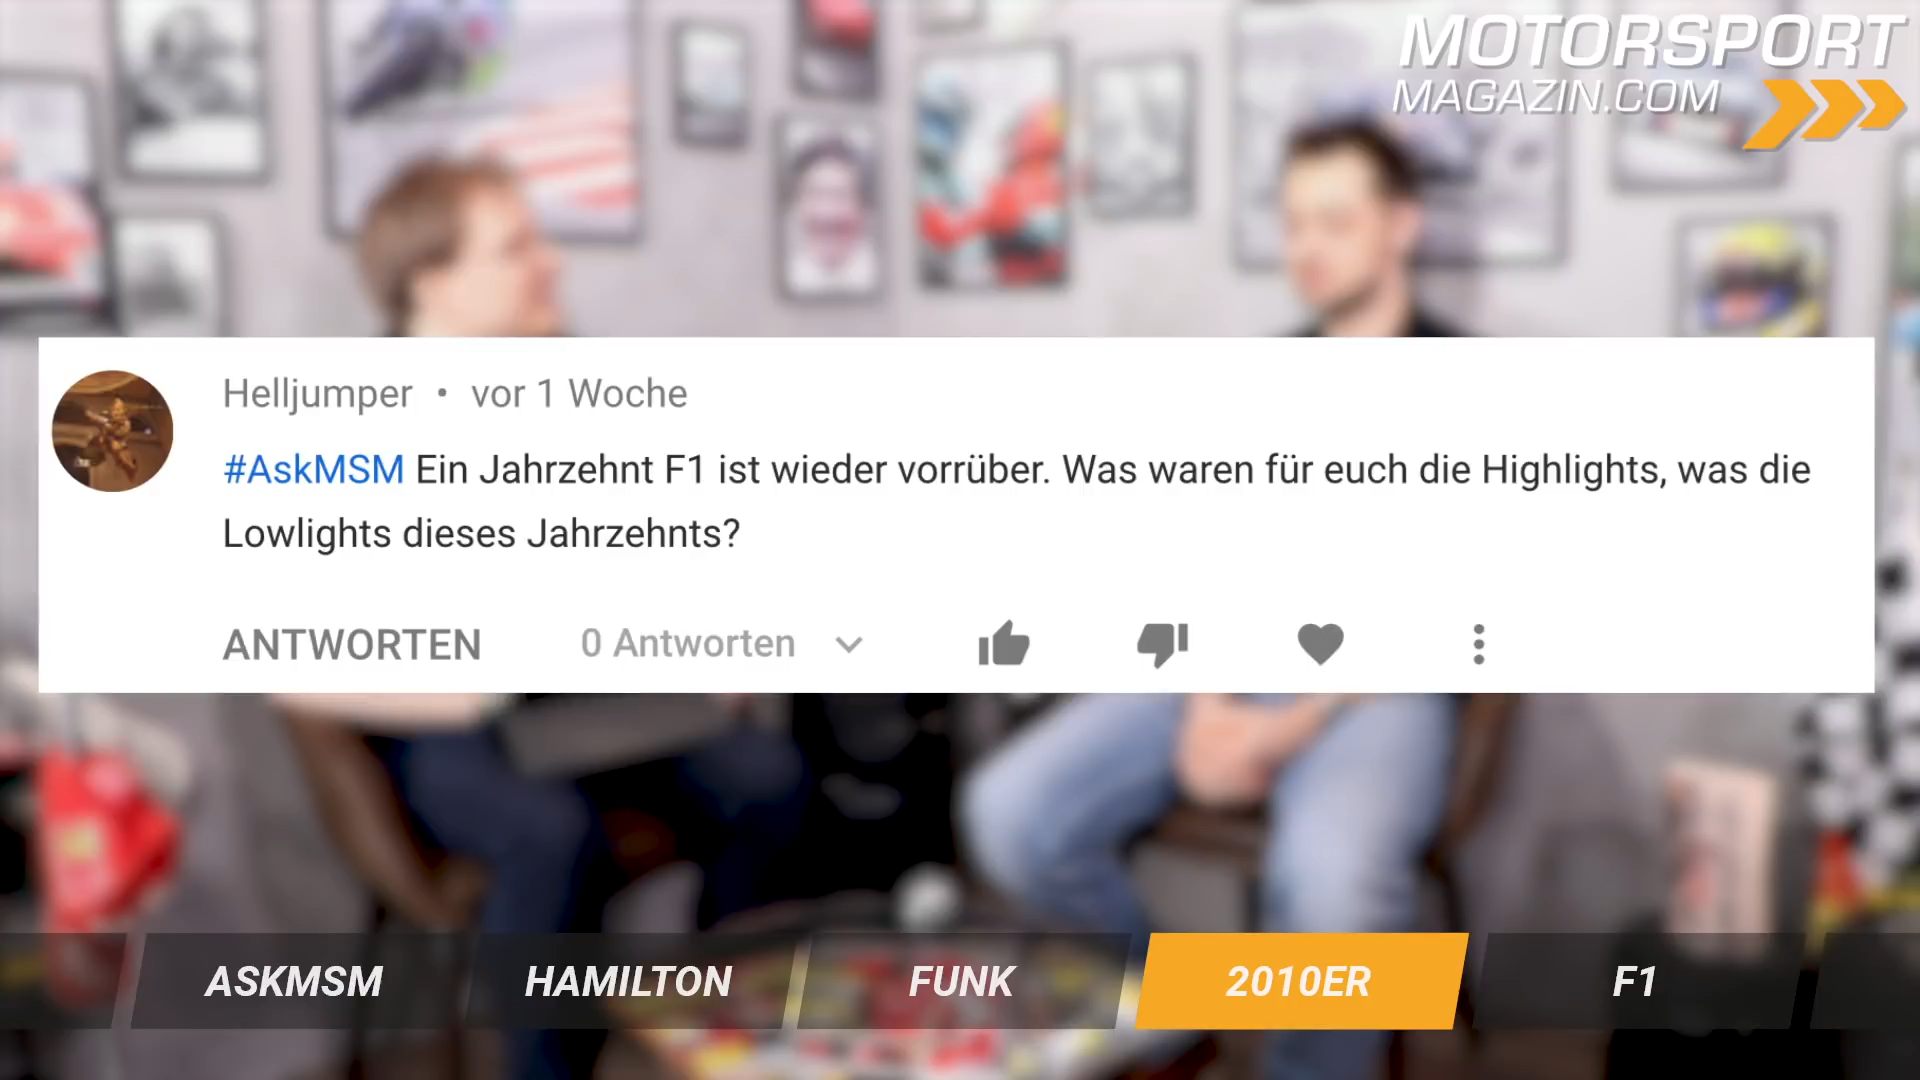 MOTORSPORT
MAGAZIN.COM
Helljumper • vor 1 Woche
#AskMSM Ein Jahrzehnt F1 ist wieder vorrüber. Was waren für euch die Highlights, was die
Lowlights dieses Jahrzehnts?
ANTWORTEN 0 Antworten
ASKMSM HAMILTON FUNK 2010ER F1